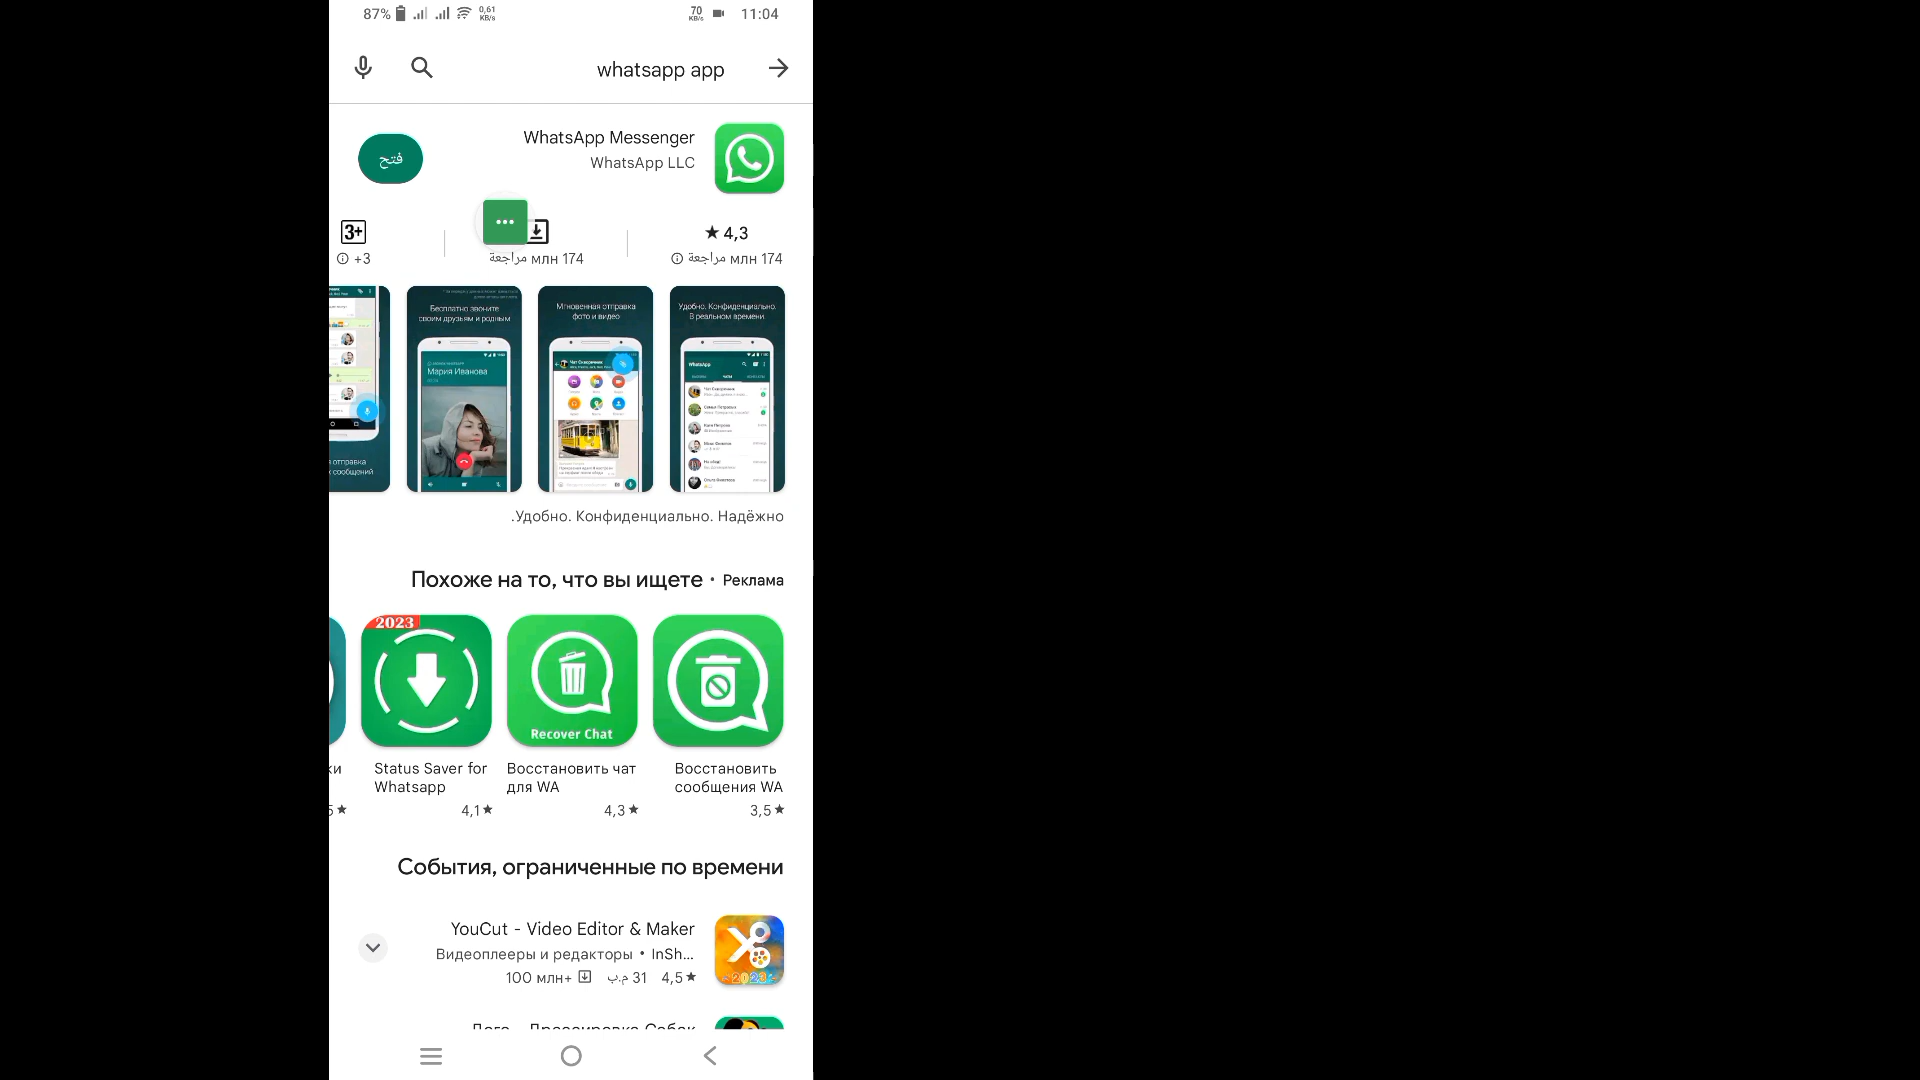 87%
0,61
KB/s
70
KB/s
11:04
whatsapp app
WhatsApp Messenger
WhatsApp LLC
فتح
4,3
174 млн مراجعة
174 млн مراجعة
3+
+3
Удобно. Конфиденциально.
В реальном времени
WhatsApp
Мгновенная отправка
фото и видео
Бесплатно звоните
своим друзьям и родным
Мария Иванова
отправка
сообщений
.Удобно. Конфиденциально. Надёжно
Похоже на то, что вы ищете • Реклама
2023
Recover Chat
Восстановить
сообщения WA
3,5
Восстановить чат
для WA
4,3
Status Saver for
Whatsapp
4,1
События, ограниченные по времени
YouCut - Video Editor & Maker
Видеоплееры и редакторы • InSh...
4,5
31 م.ب
100 млн+
2023